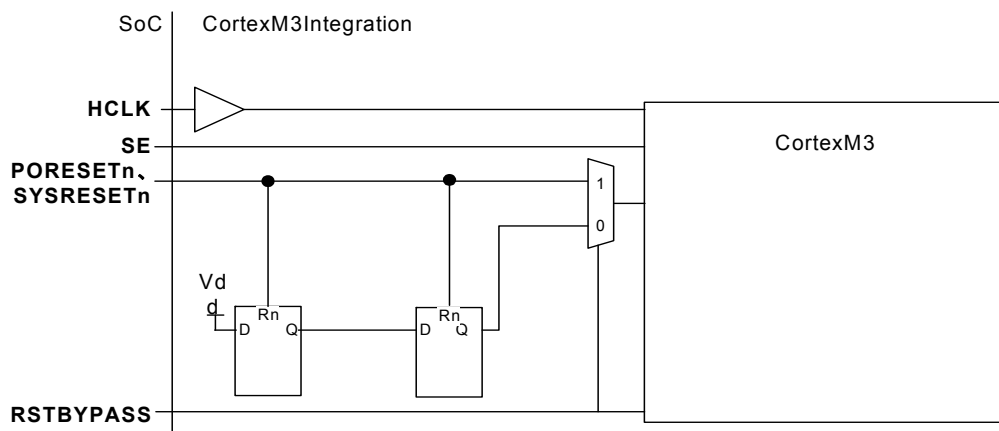 SoC CortexM3Integration
HCLK
SE
CortexM3
PORESETn、
SYSRESETn
1
0
Vd
d
Rn
D Q
Rn
D Q
RSTBYPASS